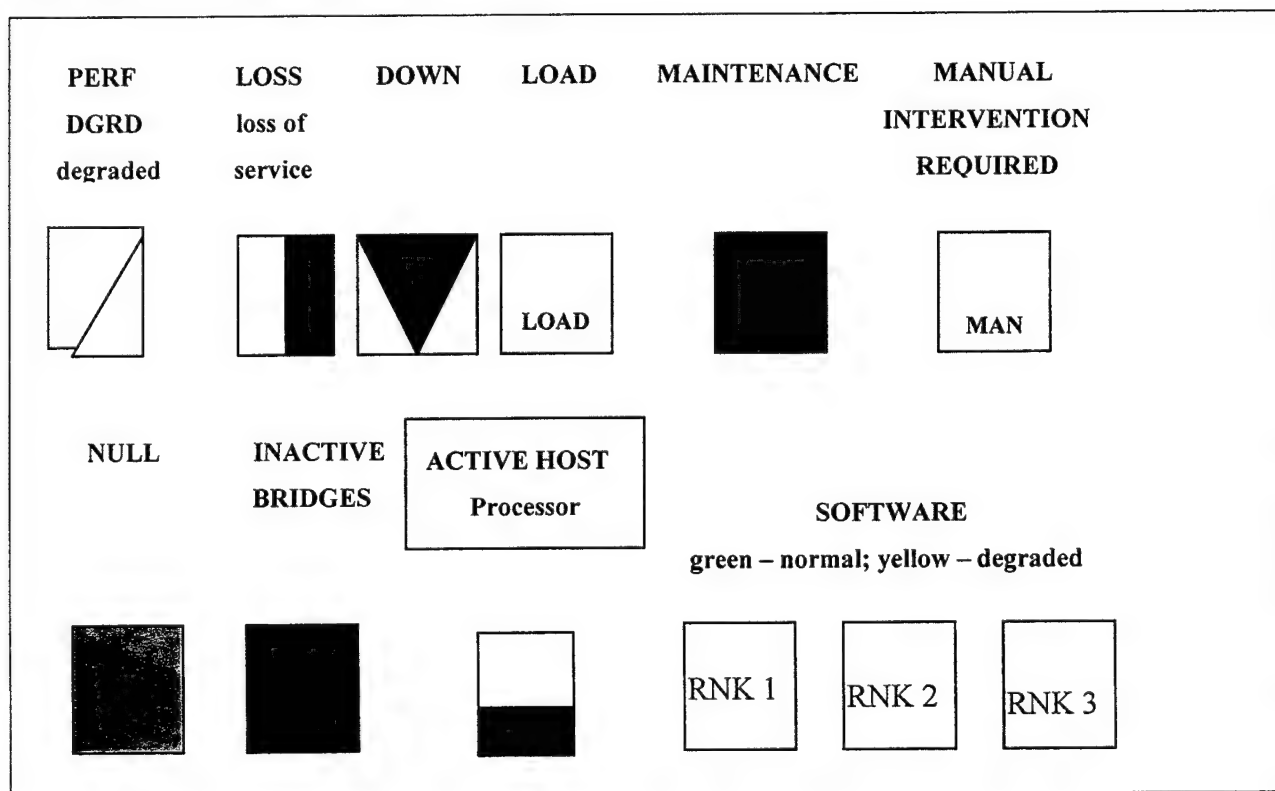 PERF
DGRD
degraded
LOSS
loss of
service
DOWN
LOAD
MAINTENANCE
MANUAL
INTERVENTION
REQUIRED
LOAD
MAN
NULL
INACTIVE
BRIDGES
ACTIVE HOST
Processor
SOFTWARE
green – normal; yellow – degraded
RNK 1
RNK 2
RNK 3